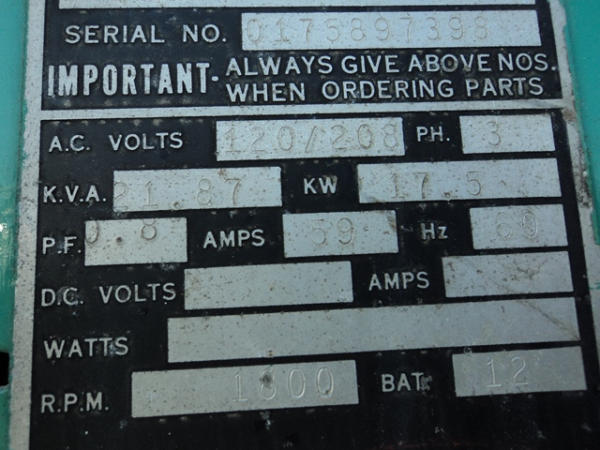 SERIAL NO. 0175897398
IMPORTANT- ALWAYS GIVE ABOVE NOS.
WHEN ORDERING PARTS
A.C. VOLTS 120/208 PH. 3
K.V.A. 21.87 KW 17.5
P.F. 0.8 AMPS 59 Hz 60
D.C. VOLTS AMPS
WATTS
R.P.M. 1800 BAT. 12